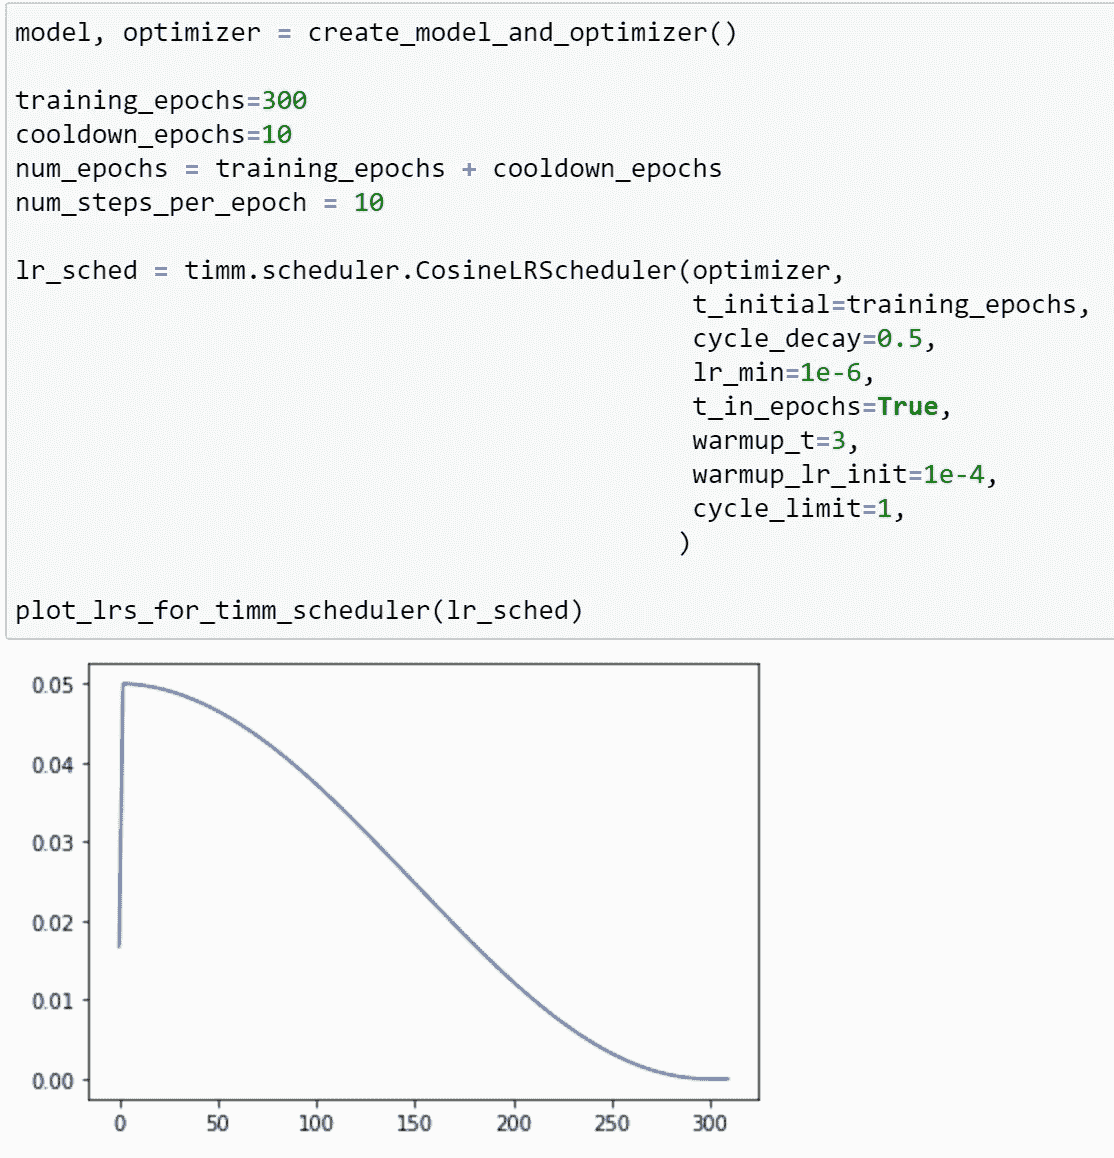 model, optimizer = create_model_and_optimizer()
training_epochs=300
cooldown_epochs=10
num_epochs = training_epochs + cooldown_epochs
num_steps_per_epoch = 10
lr_sched = timm.scheduler.CosineLRScheduler(optimizer,
t_initial=training_epochs,
cycle_decay=0.5,
lr_min=1e-6,
t_in_epochs=True,
warmup_t=3,
warmup_lr_init=1e-4,
cycle_limit=1,
)
plot_lrs_for_timm_scheduler(lr_sched)
0.05
0.04
0.03
0.02
0.01
0.00
0 50 100 150 200 250 300